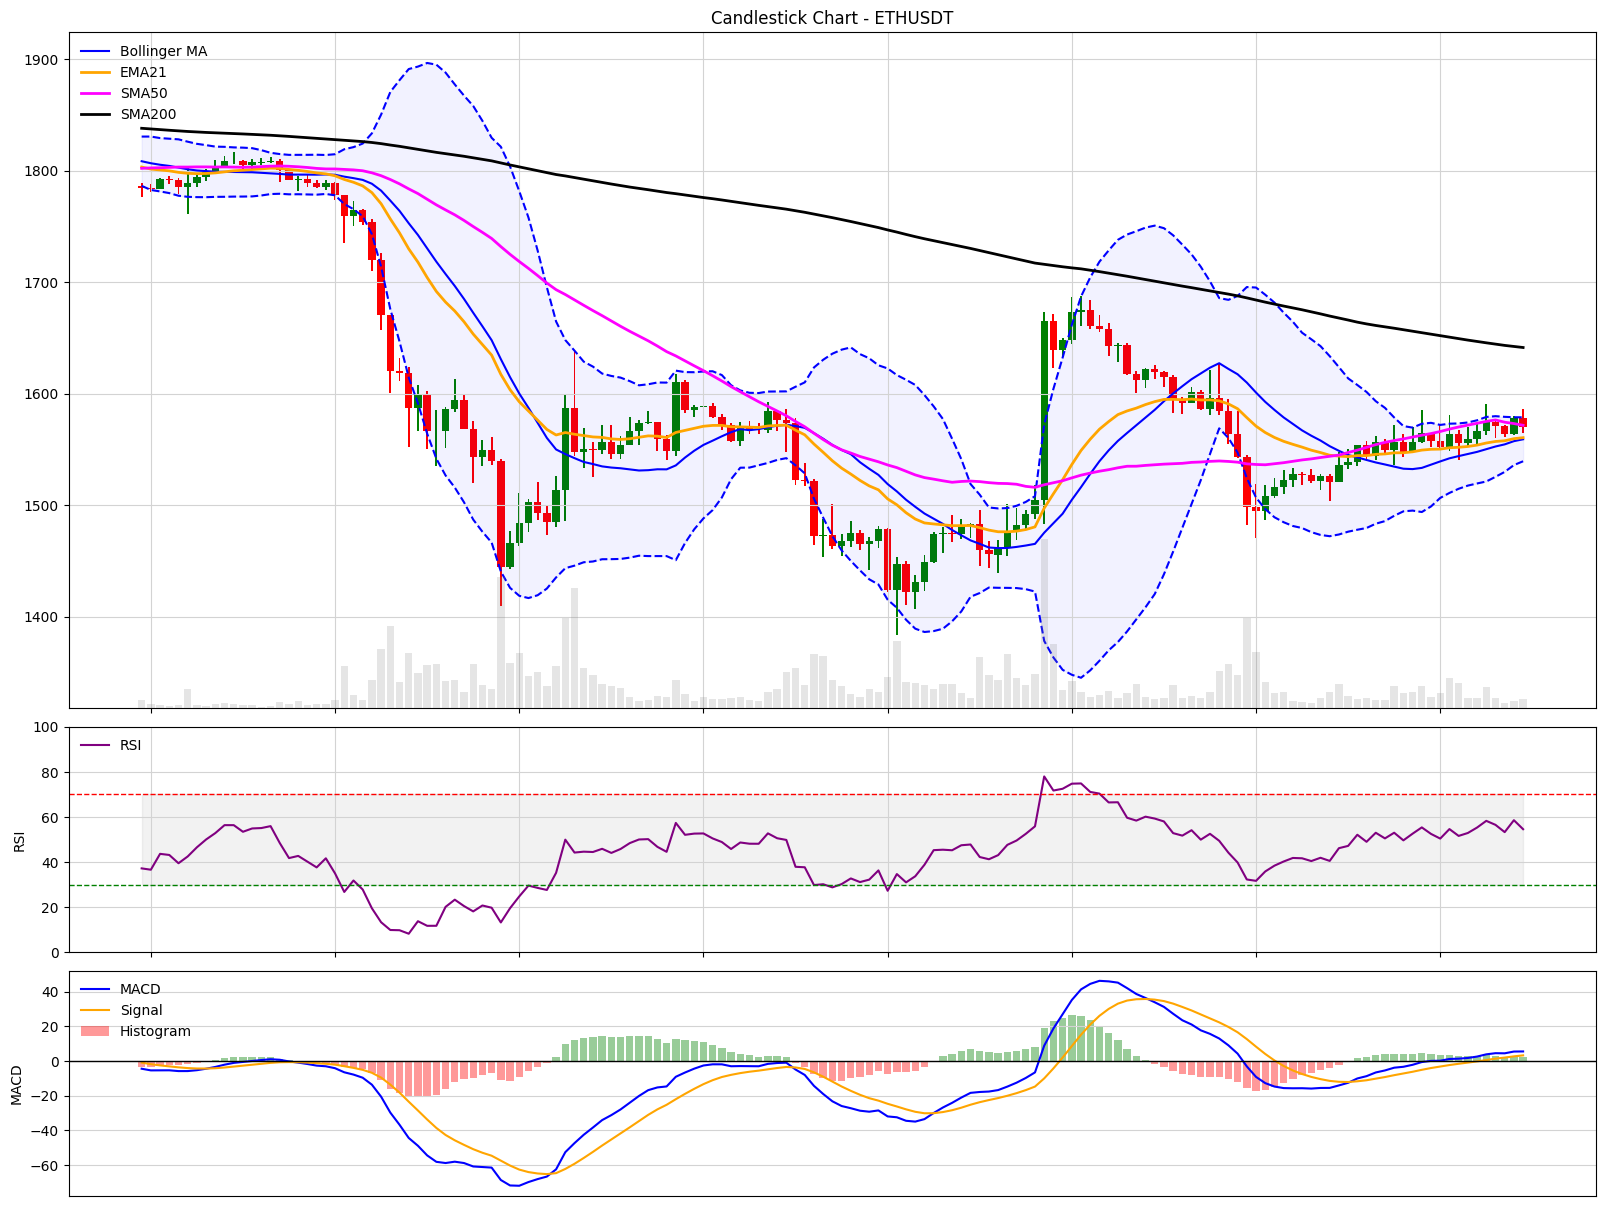 Candlestick Chart - ETHUSDT
Bollinger MA
EMA21
SMA50
SMA200
1900
1800
1700
1600
1500
1400
RSI
100
80
60
40
20
0
RSI
MACD
Signal
Histogram
40
20
0
−20
−40
−60
MACD